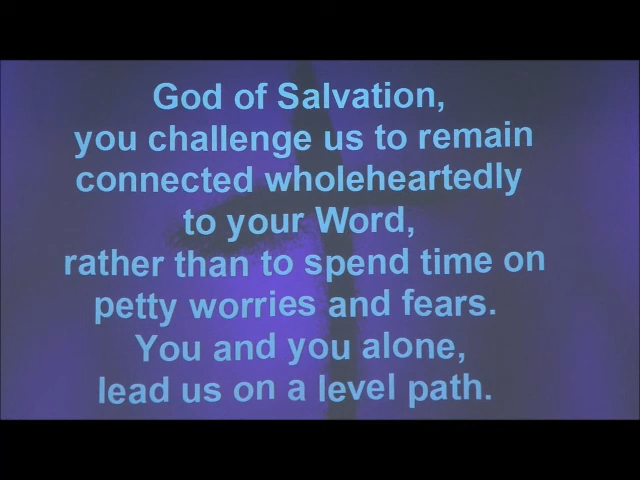 God of Salvation,
you challenge us to remain
connected wholeheartedly
to your Word,
rather than to spend time on
petty worries and fears.
You and you alone,
lead us on a level path.